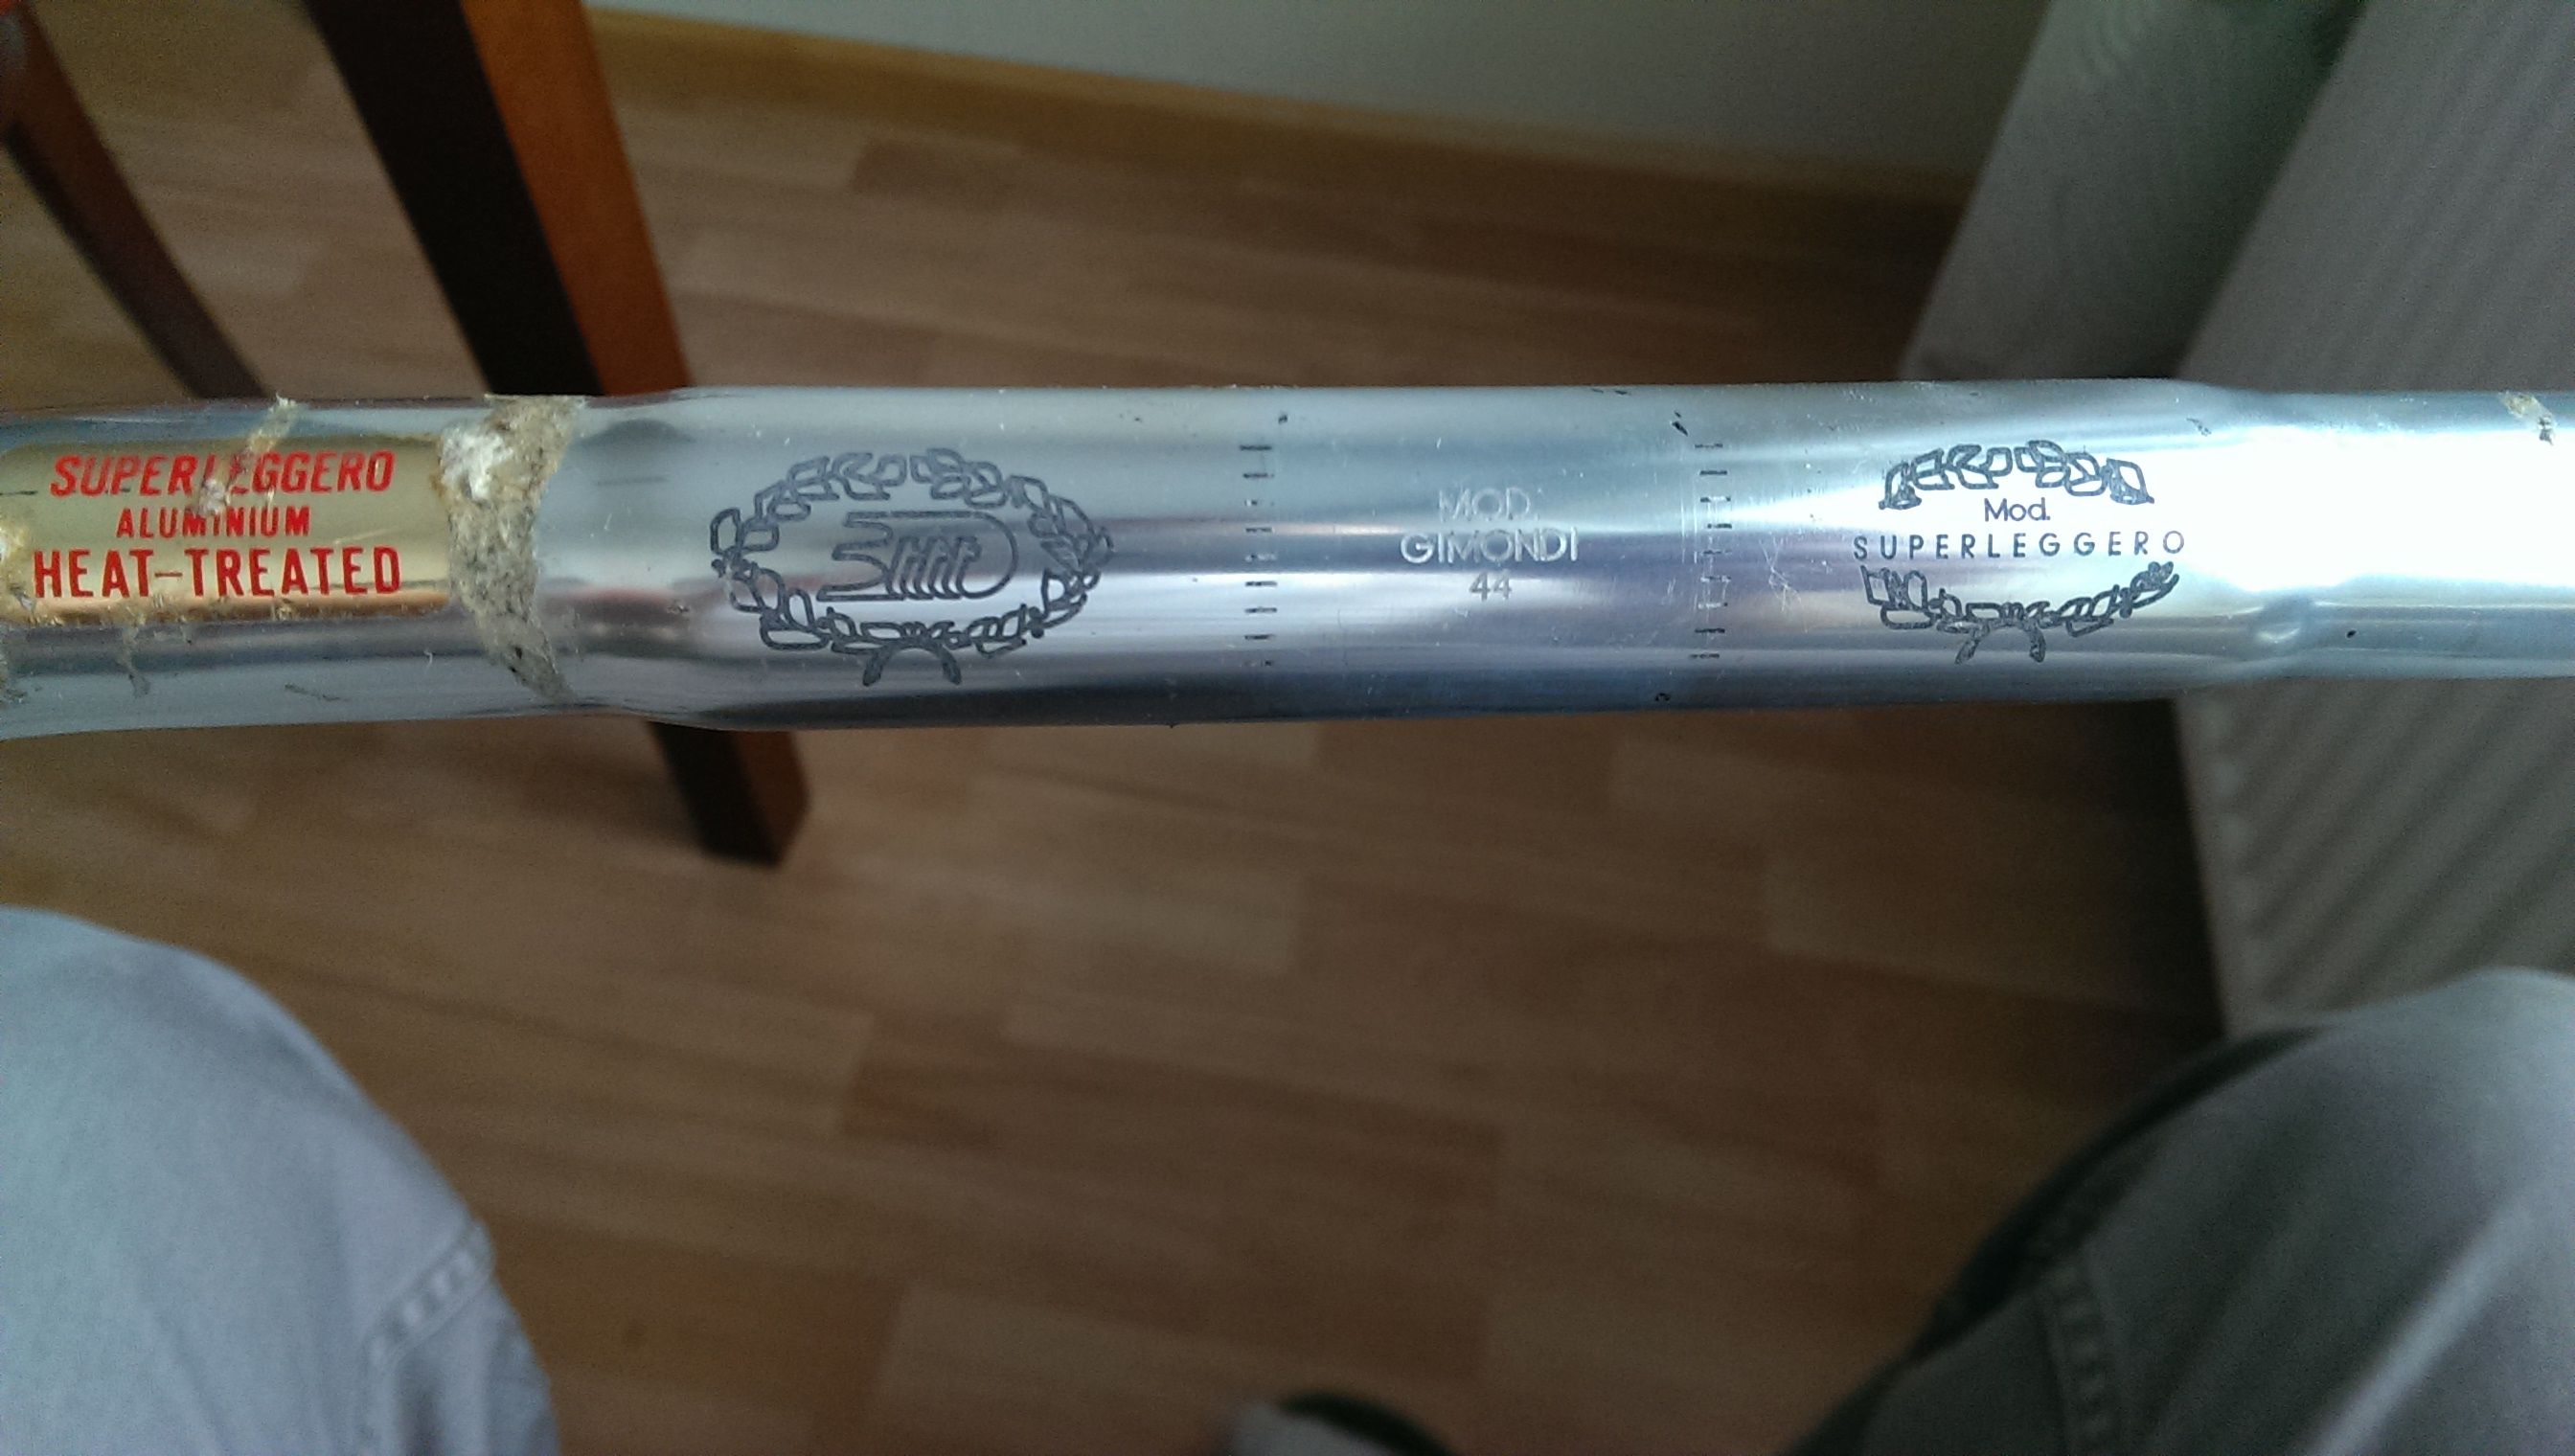 SUPERLEGGERO
ALUMINIUM
HEAT-TREATED
MOD.
GIMONDI
44
Mod.
SUPERLEGGERO